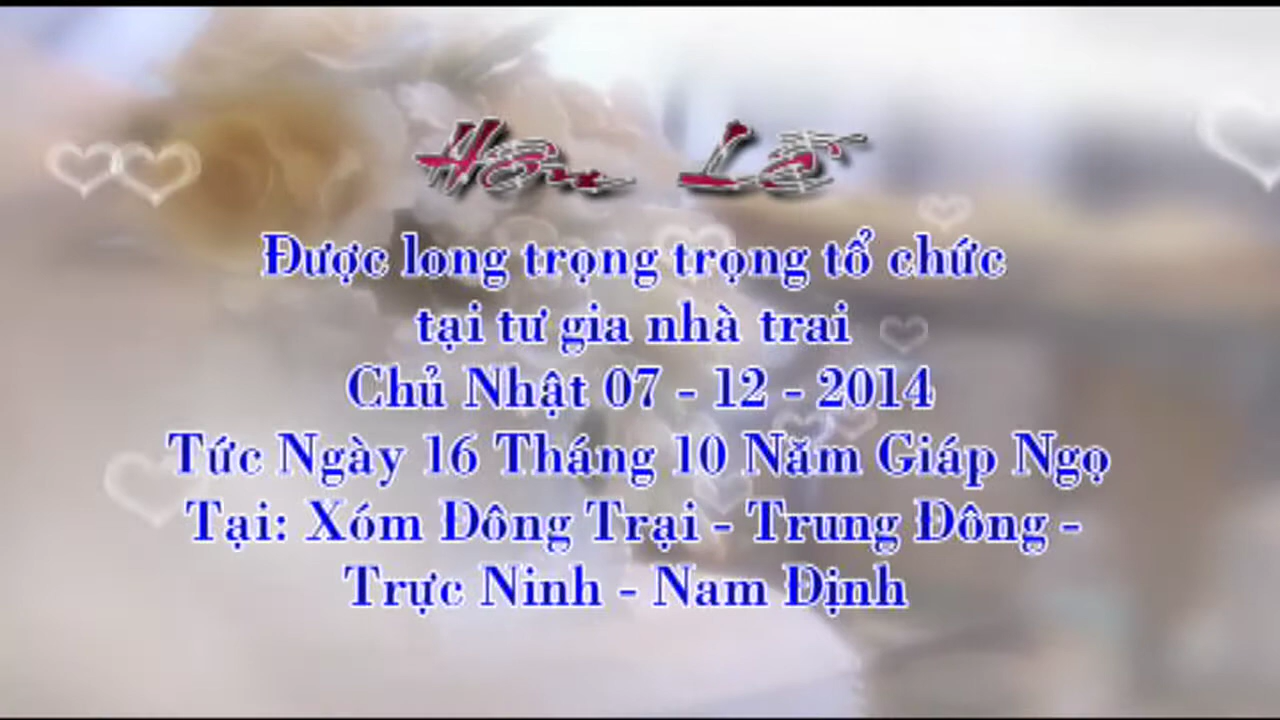 Hôn Lễ
Được long trọng trọng tổ chức
tại tư gia nhà trai
Chủ Nhật 07 - 12 - 2014
Tức Ngày 16 Tháng 10 Năm Giáp Ngọ
Tại: Xóm Đông Trại - Trung Đông -
Trực Ninh - Nam Định